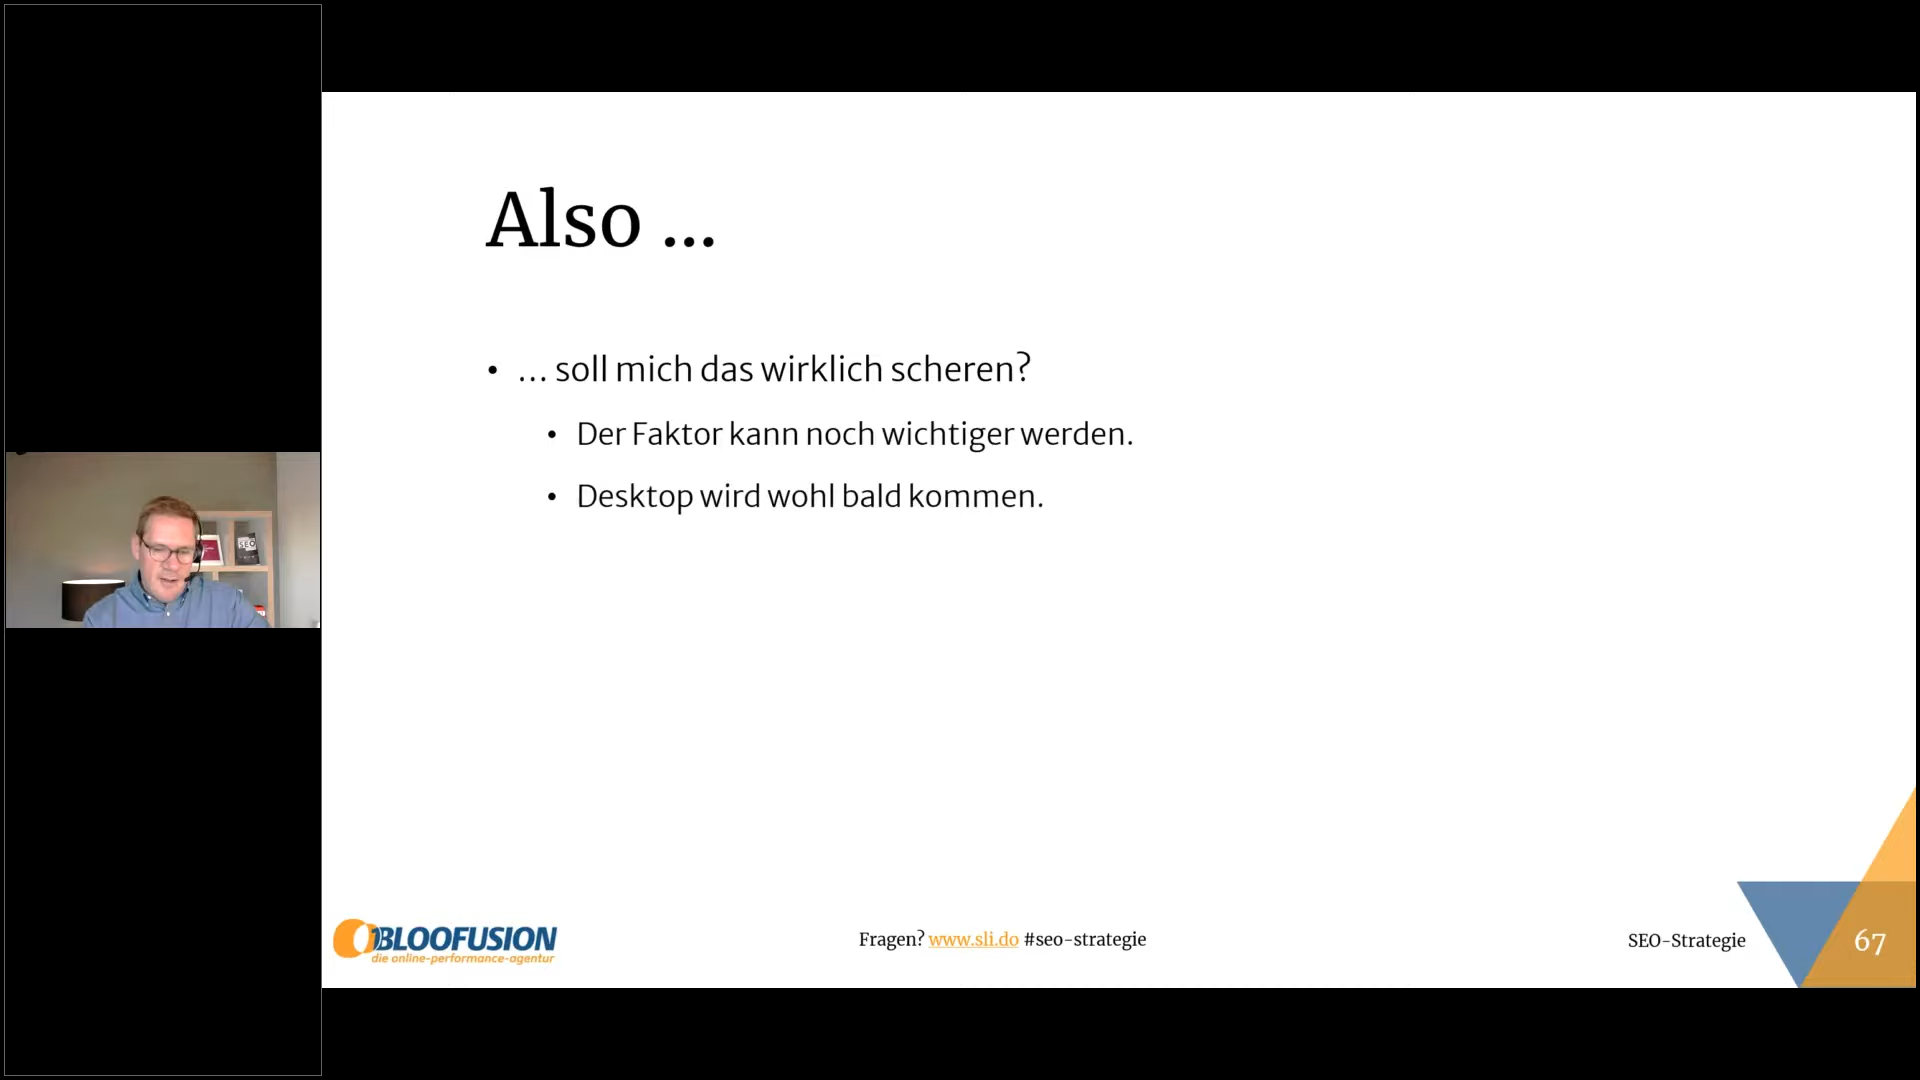 Also ...
• ... soll mich das wirklich scheren?
• Der Faktor kann noch wichtiger werden.
• Desktop wird wohl bald kommen.
SEO
BLOOFUSION
die online-performance-agentur
Fragen? www.sli.do #seo-strategie
SEO-Strategie
67